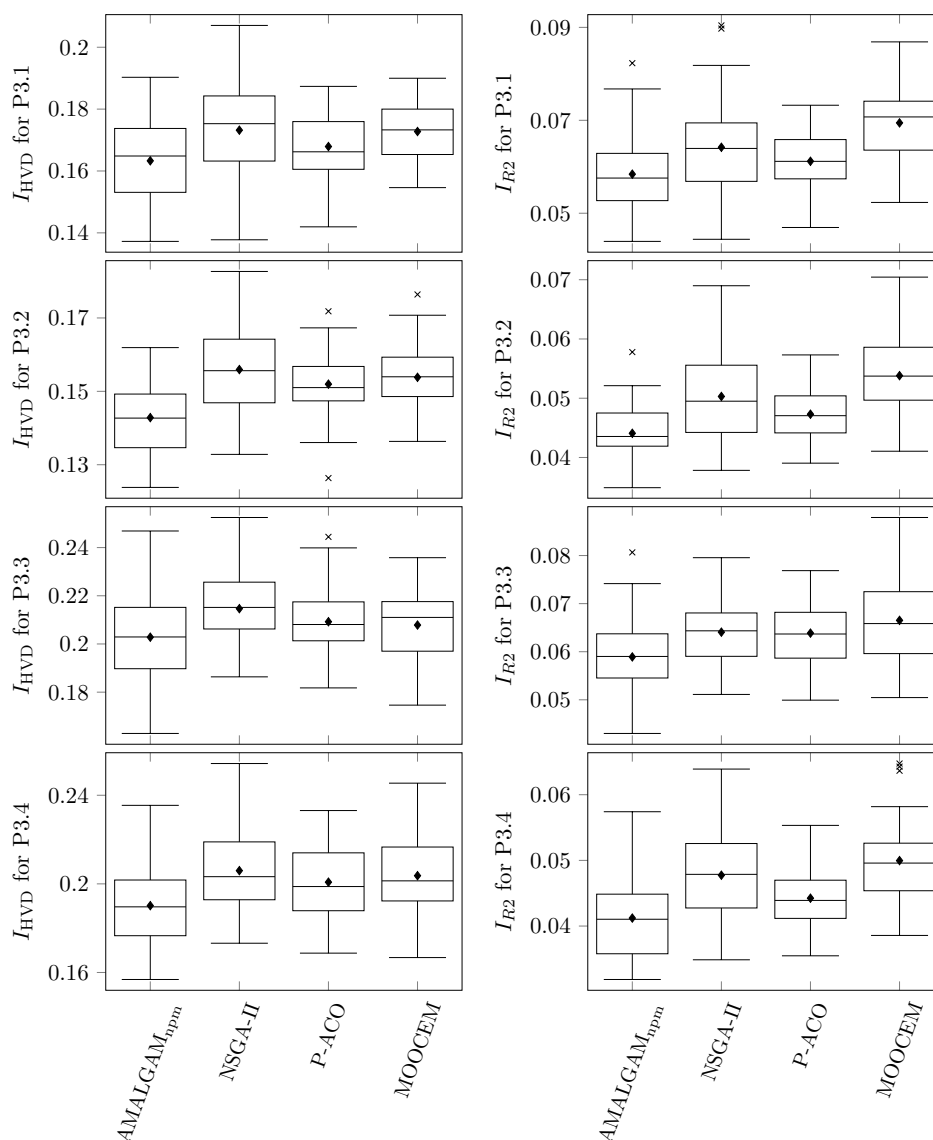 I_HVD for P3.1
0.2
0.18
0.16
0.14
I_R2 for P3.1
0.09
0.07
0.05
I_HVD for P3.2
0.17
0.15
0.13
I_R2 for P3.2
0.07
0.06
0.05
0.04
I_HVD for P3.3
0.24
0.22
0.2
0.18
I_R2 for P3.3
0.08
0.07
0.06
0.05
I_HVD for P3.4
0.24
0.2
0.16
I_R2 for P3.4
0.06
0.05
0.04
AMALGAM_npm
NSGA-II
P-ACO
MOOCEM
AMALGAM_npm
NSGA-II
P-ACO
MOOCEM